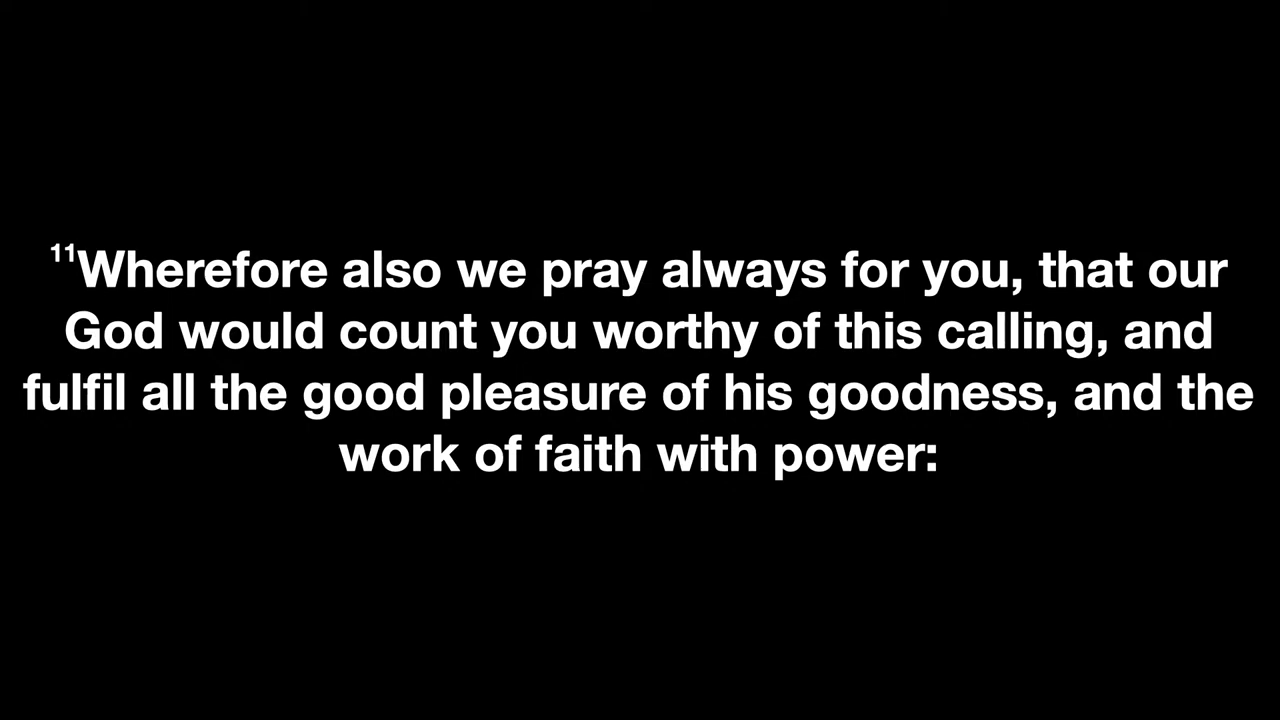 11Wherefore also we pray always for you, that our
God would count you worthy of this calling, and
fulfil all the good pleasure of his goodness, and the
work of faith with power: